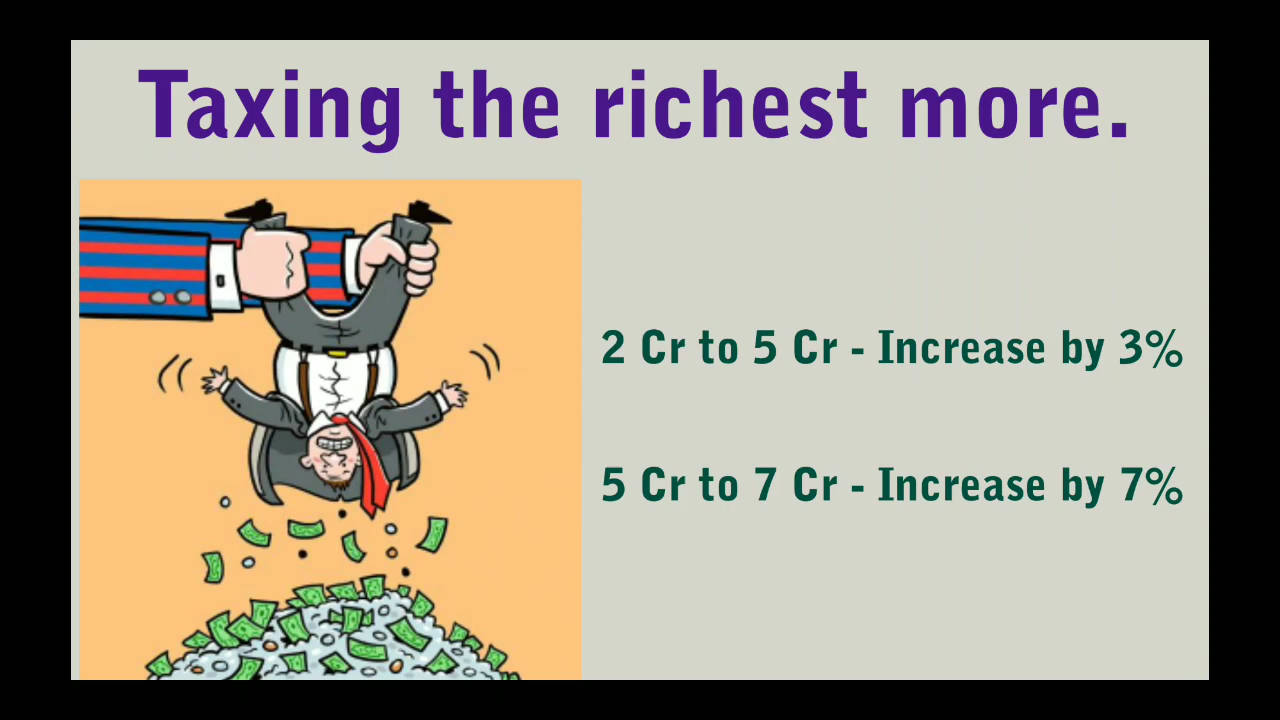 Taxing the richest more.
2 Cr to 5 Cr - Increase by 3%
5 Cr to 7 Cr - Increase by 7%